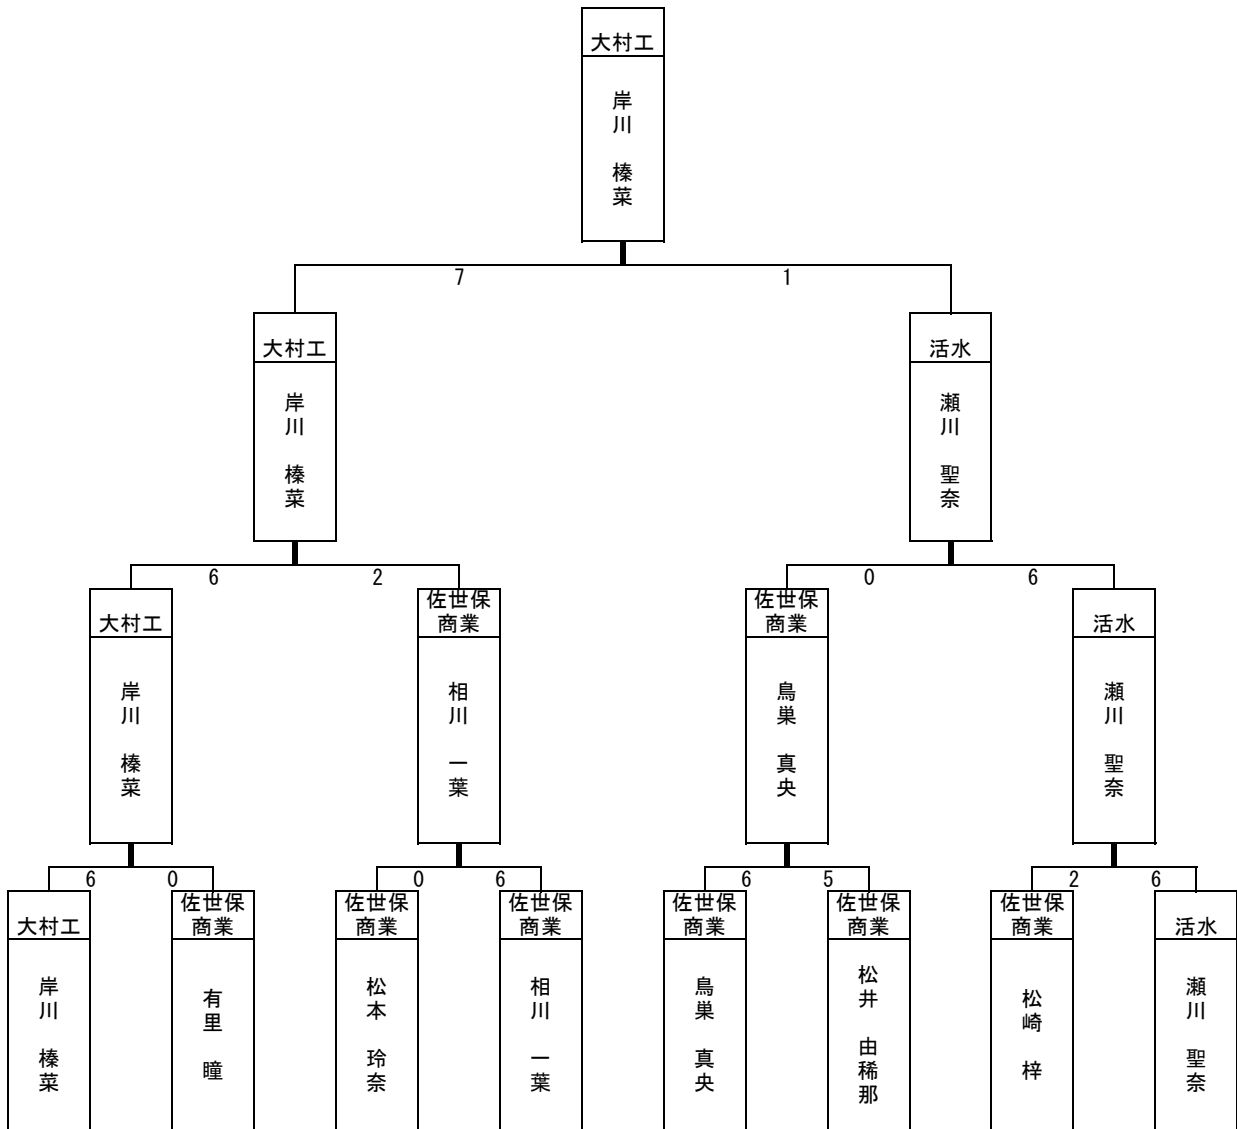 大村工
岸川 榛菜
7 1
大村工
岸川 榛菜
活水
瀬川 聖奈
6 2
0 6
大村工
岸川 榛菜
佐世保
商業
相川 一葉
佐世保
商業
鳥巣 真央
活水
瀬川 聖奈
6 0
0 6
6 5
2 6
大村工
岸川 榛菜
佐世保
商業
有里 瞳
佐世保
商業
松本 玲奈
佐世保
商業
相川 一葉
佐世保
商業
鳥巣 真央
佐世保
商業
松井 由稀那
佐世保
商業
松崎 梓
活水
瀬川 聖奈